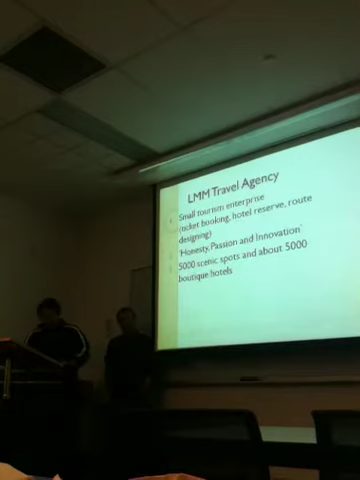 LMM Travel Agency
Small tourism enterprise
(ticket booking, hotel reserve, route
designing)
'Honesty, Passion and Innovation'
5000 scenic spots and about 5000
boutique hotels